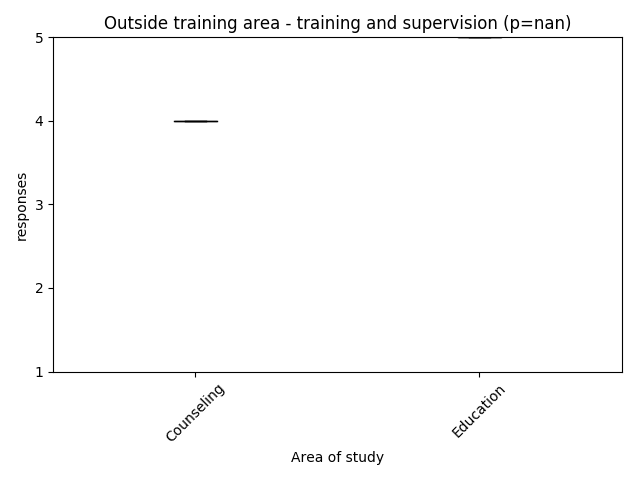 Outside training area - training and supervision (p=nan)
5
4
3
2
1
responses
Counseling
Education
Area of study